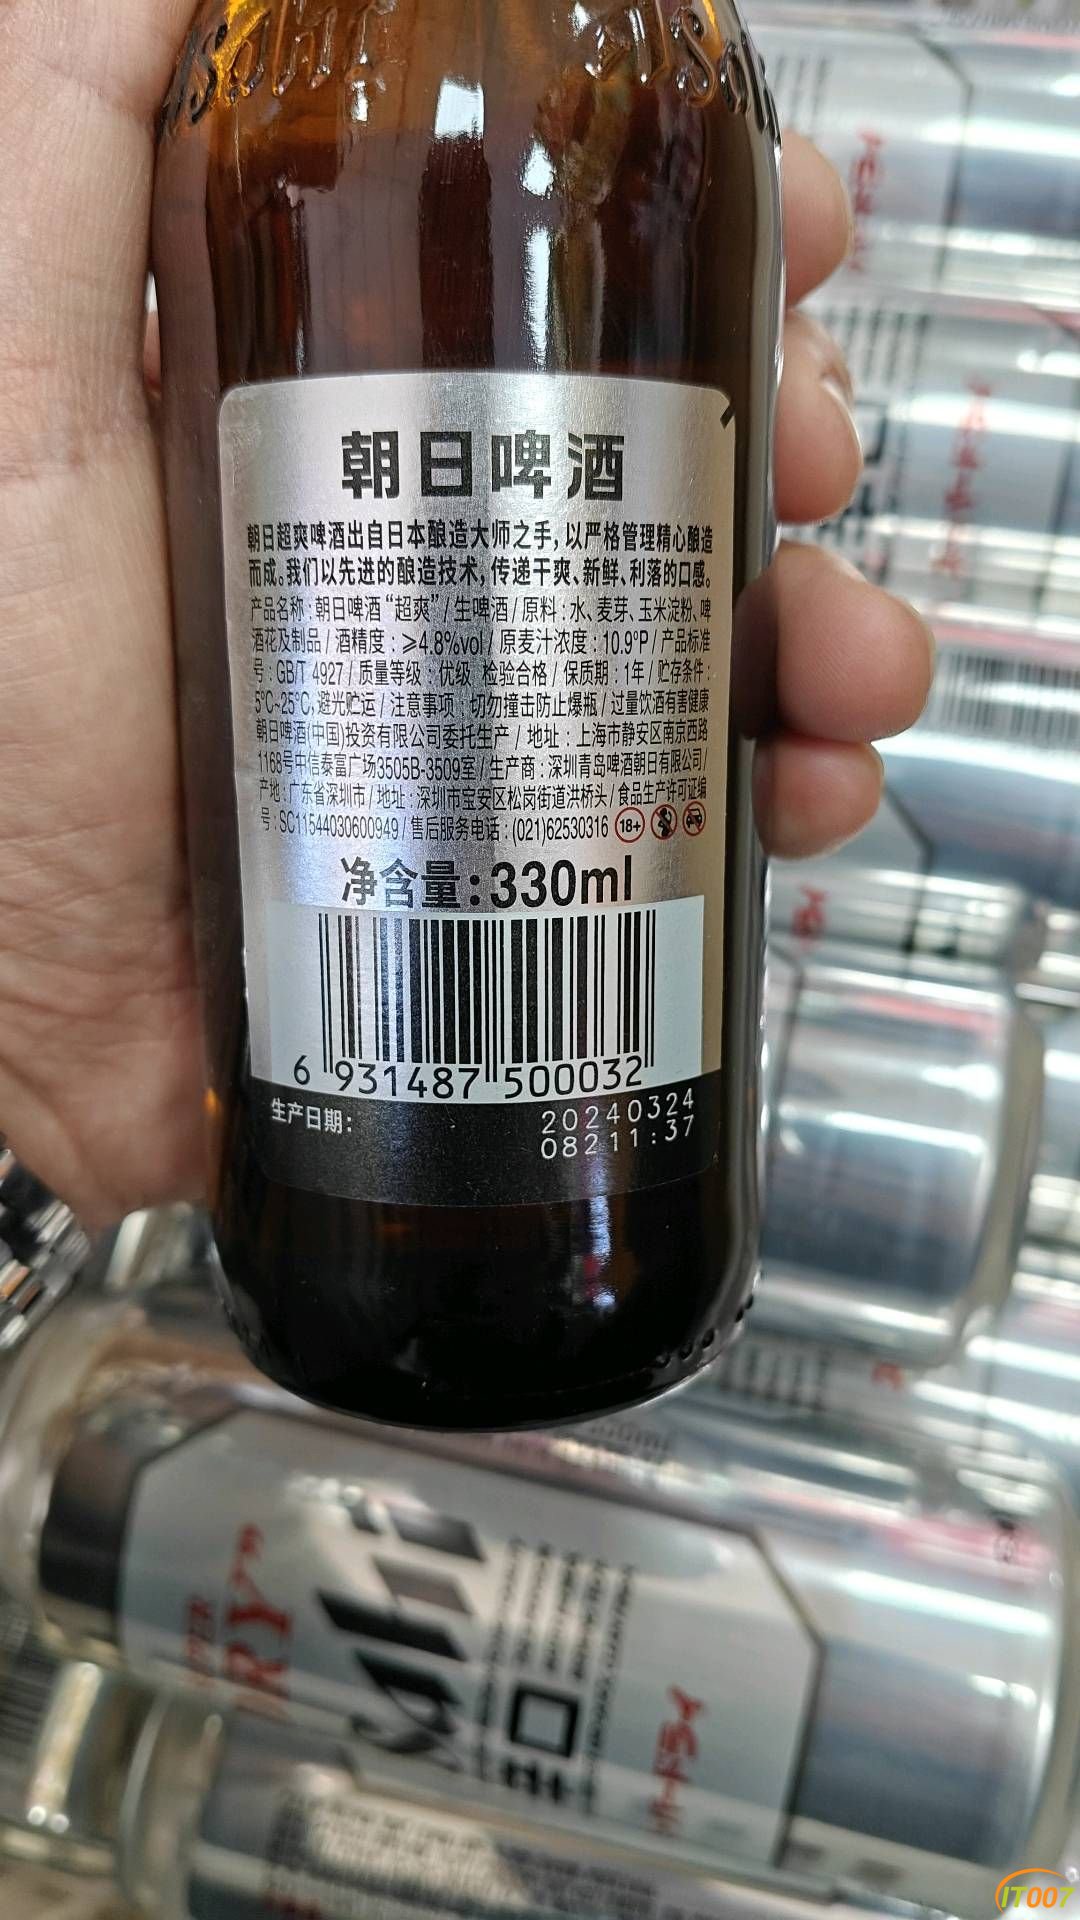 Asahi
朝日啤酒
朝日超爽啤酒出自日本酿造大师之手,以严格管理精心酿造
而成。我们以先进的酿造技术,传递干爽、新鲜、利落的口感。
产品名称:朝日啤酒“超爽”/生啤酒/原料:水、麦芽、玉米淀粉、啤
酒花及制品/酒精度:≥4.8%vol/原麦汁浓度:10.9°P/产品标准
号:GB/T 4927/质量等级:优级 检验合格/保质期:1年/贮存条件:
5°C~25°C,避光贮运/注意事项:切勿撞击防止爆瓶/过量饮酒有害健康
朝日啤酒(中国)投资有限公司委托生产/地址:上海市静安区南京西路
1168号中信泰富广场3505B-3509室/生产商:深圳青岛啤酒朝日有限公司/
产地:广东省深圳市/地址:深圳市宝安区松岗街道洪桥头/食品生产许可证编
号:SC11544030600949/售后服务电话:(021)62530316 18+
净含量:330ml
6 931487 500032
生产日期: 20240324
08211:37
IT007